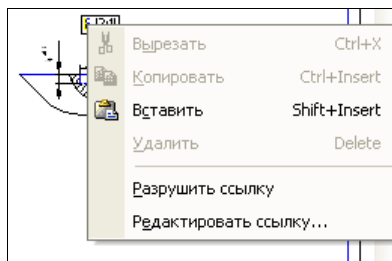 Вырезать Ctrl+X
Копировать Ctrl+Insert
Вставить Shift+Insert
Удалить Delete
Разрушить ссылку
Редактировать ссылку...